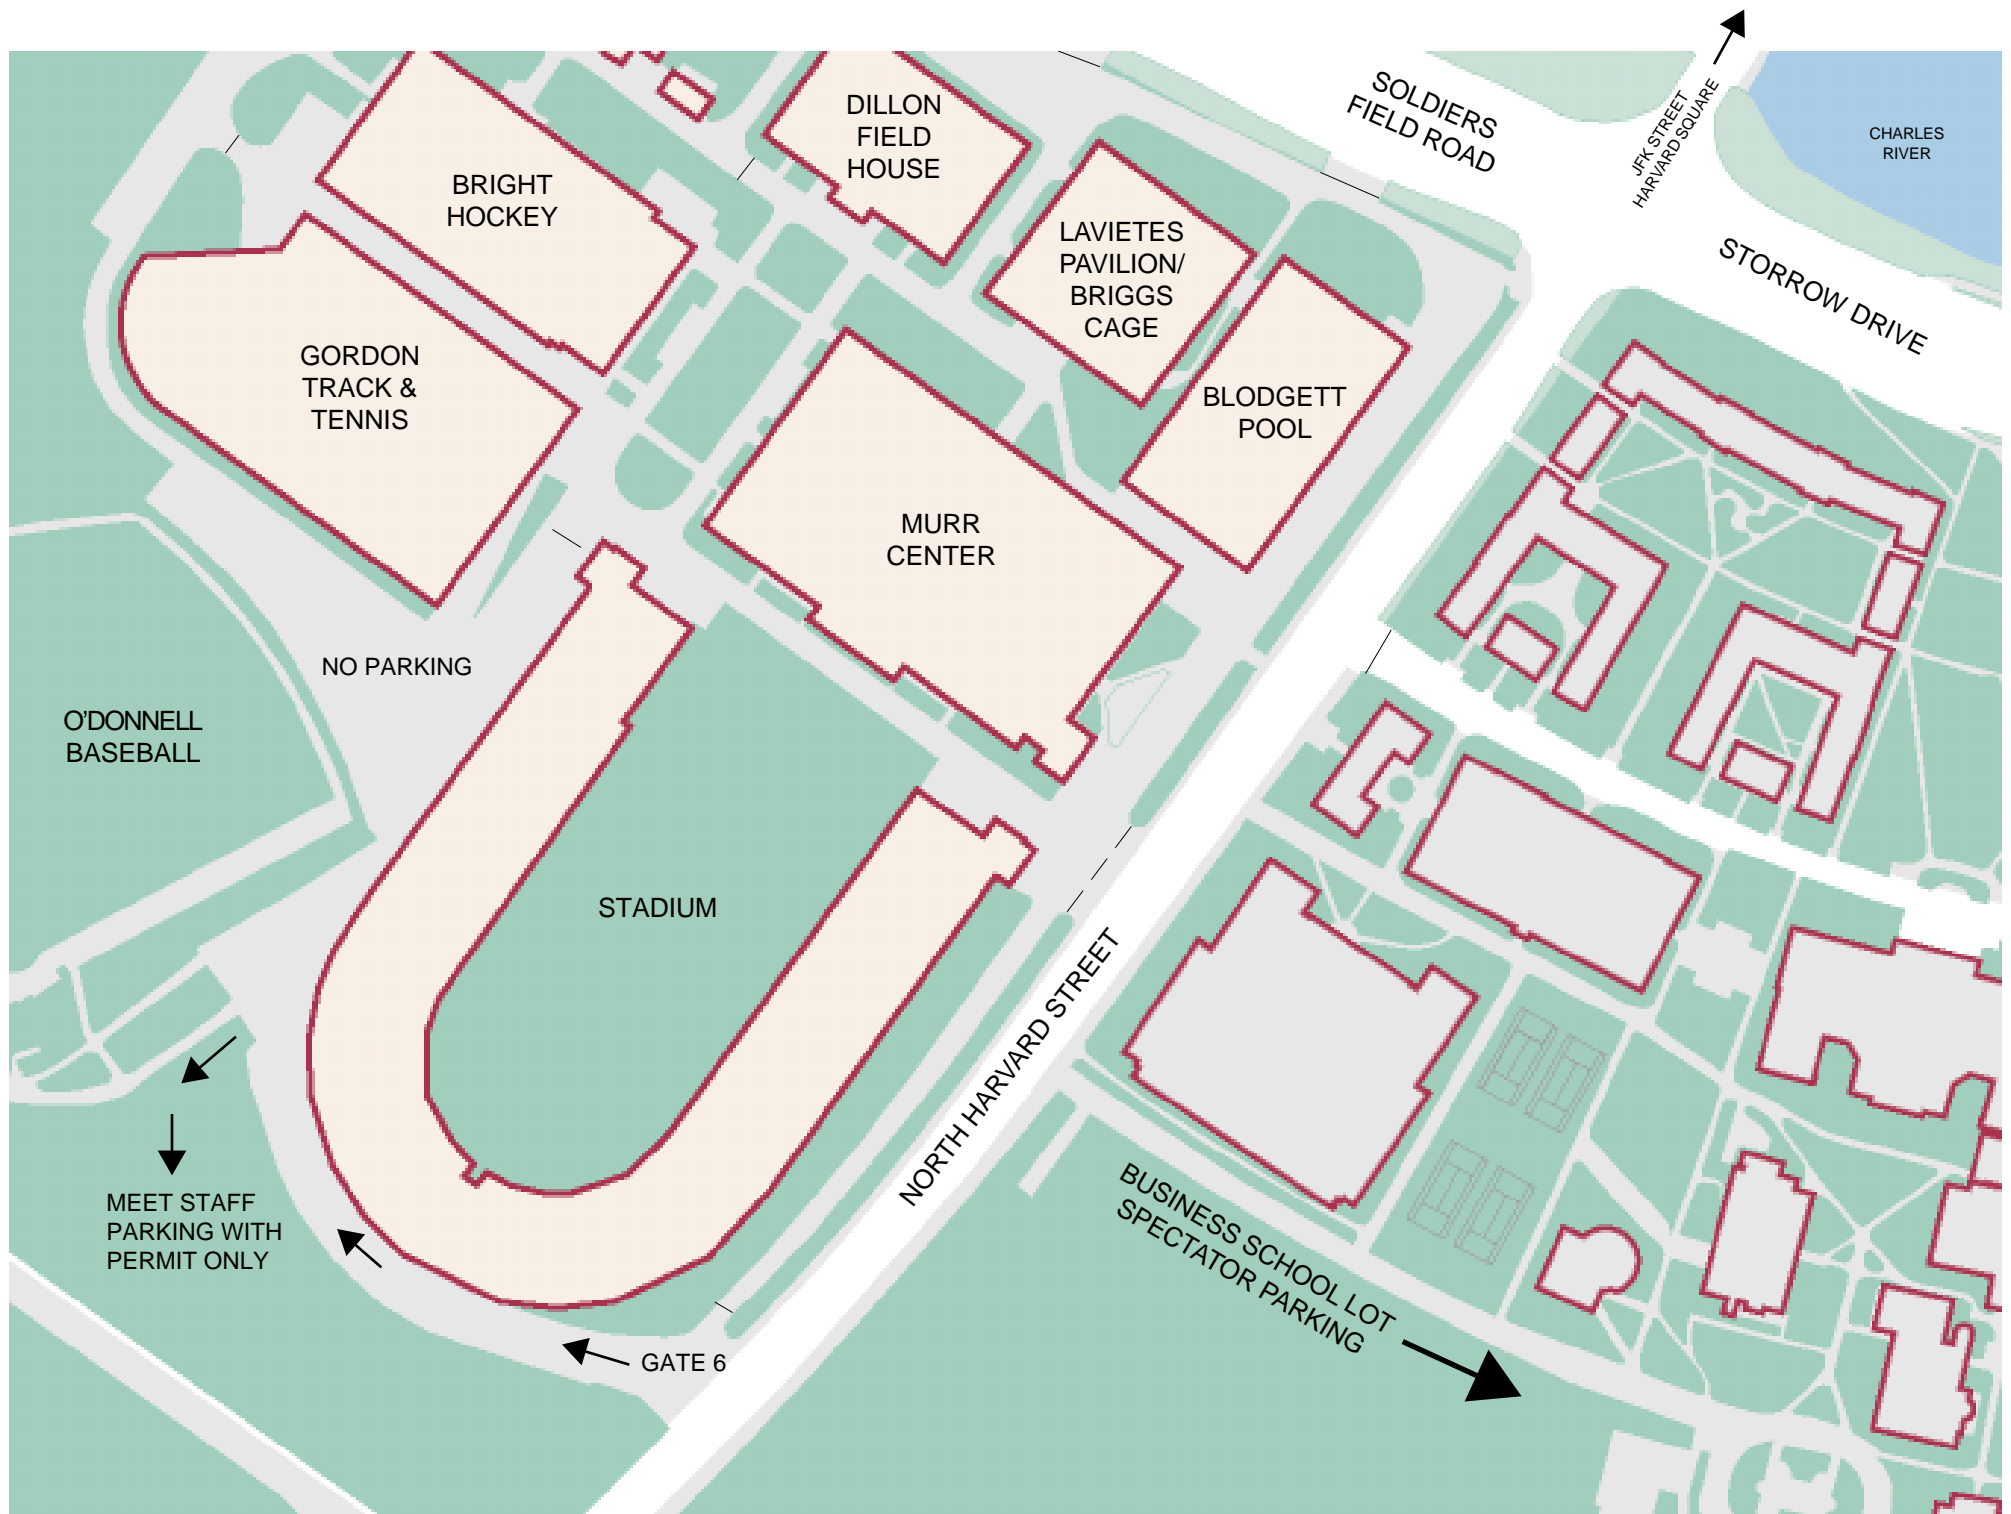 SOLDIERS
FIELD ROAD
JFK STREET
HARVARD SQUARE
CHARLES
RIVER
STORROW DRIVE
DILLON
FIELD
HOUSE
BRIGHT
HOCKEY
LAVIETES
PAVILION/
BRIGGS
CAGE
GORDON
TRACK &
TENNIS
BLODGETT
POOL
MURR
CENTER
NO PARKING
O'DONNELL
BASEBALL
STADIUM
NORTH HARVARD STREET
MEET STAFF
PARKING WITH
PERMIT ONLY
BUSINESS SCHOOL LOT
SPECTATOR PARKING
GATE 6